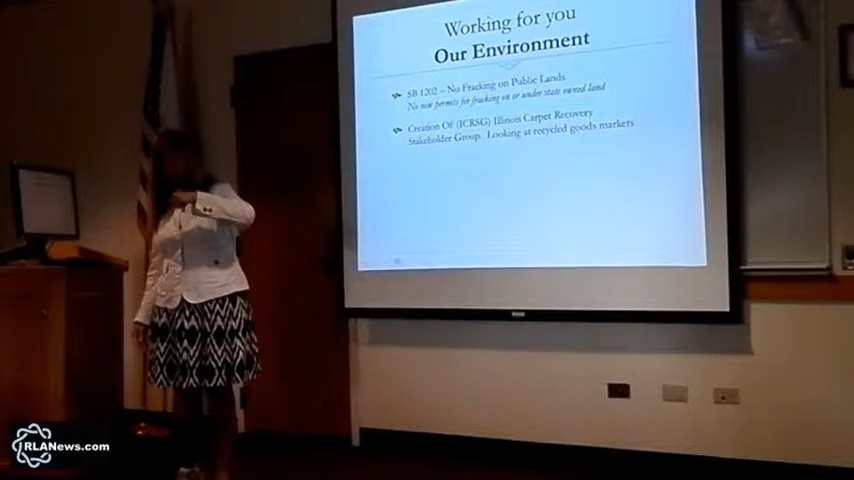 Working for you
Our Environment
SB 1202 – No Fracking on Public Lands
No new permits for fracking on or under state owned land
Creation Of (ICRSG) Illinois Carpet Recovery
Stakeholder Group. Looking at recycled goods markets
IRLANews.com